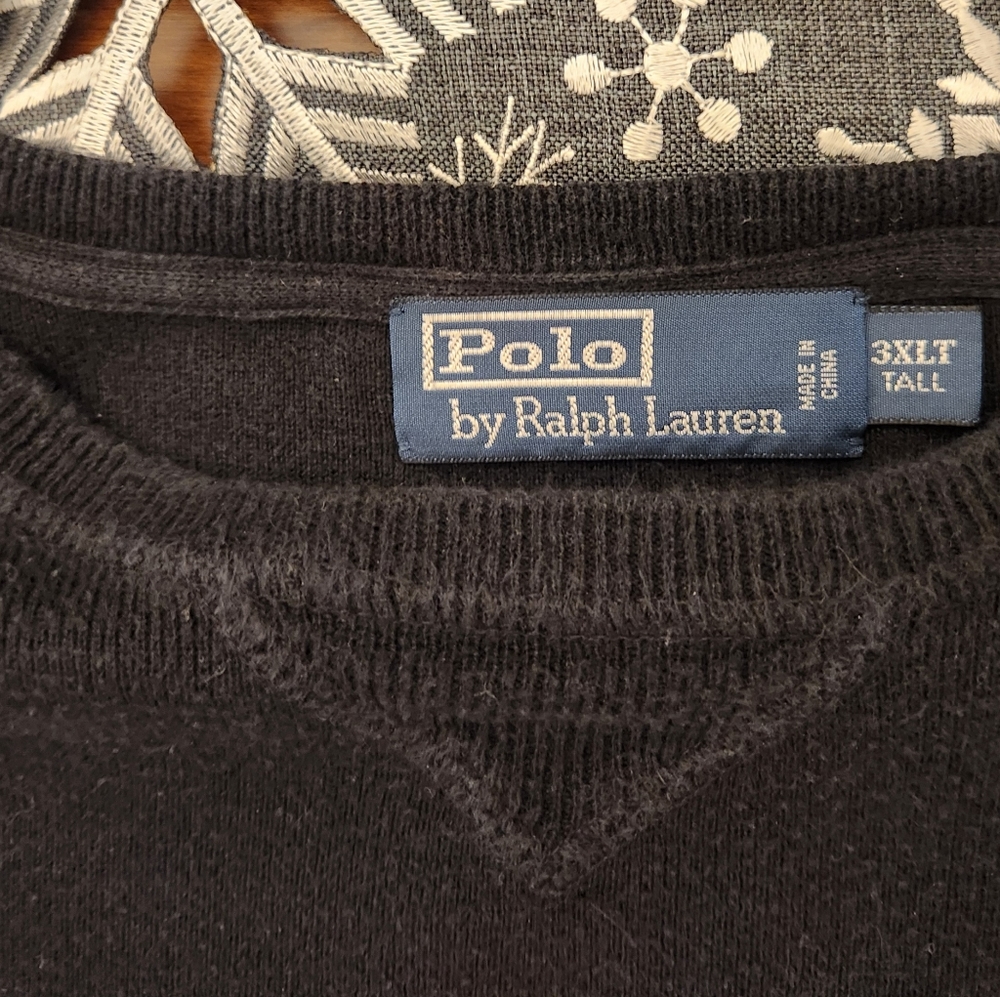 Polo
by Ralph Lauren
MADE IN
CHINA
3XLT
TALL